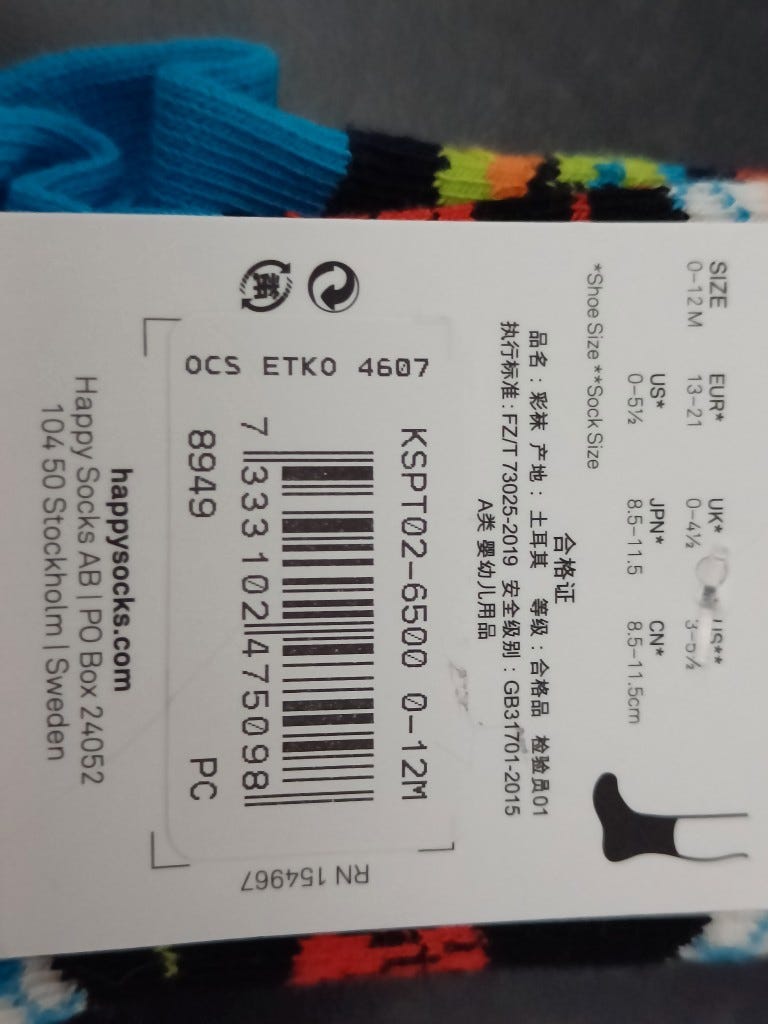 SIZE EUR* UK* US**
0–12 M 13–21 0–4½ 3–5½
US* JPN* CN*
0–5½ 8.5–11.5 8.5–11.5cm
*Shoe Size **Sock Size
合格证
品名：彩袜 产地：土耳其 等级：合格品 检验员01
执行标准：FZ/T 73025-2019 安全级别：GB31701-2015
A类 婴幼儿用品
KSPT02-6500 0-12M
7 333102 475098
8949 PC
OCS ETKO 4607
RN 154967
happysocks.com
Happy Socks AB | PO Box 24052
104 50 Stockholm | Sweden